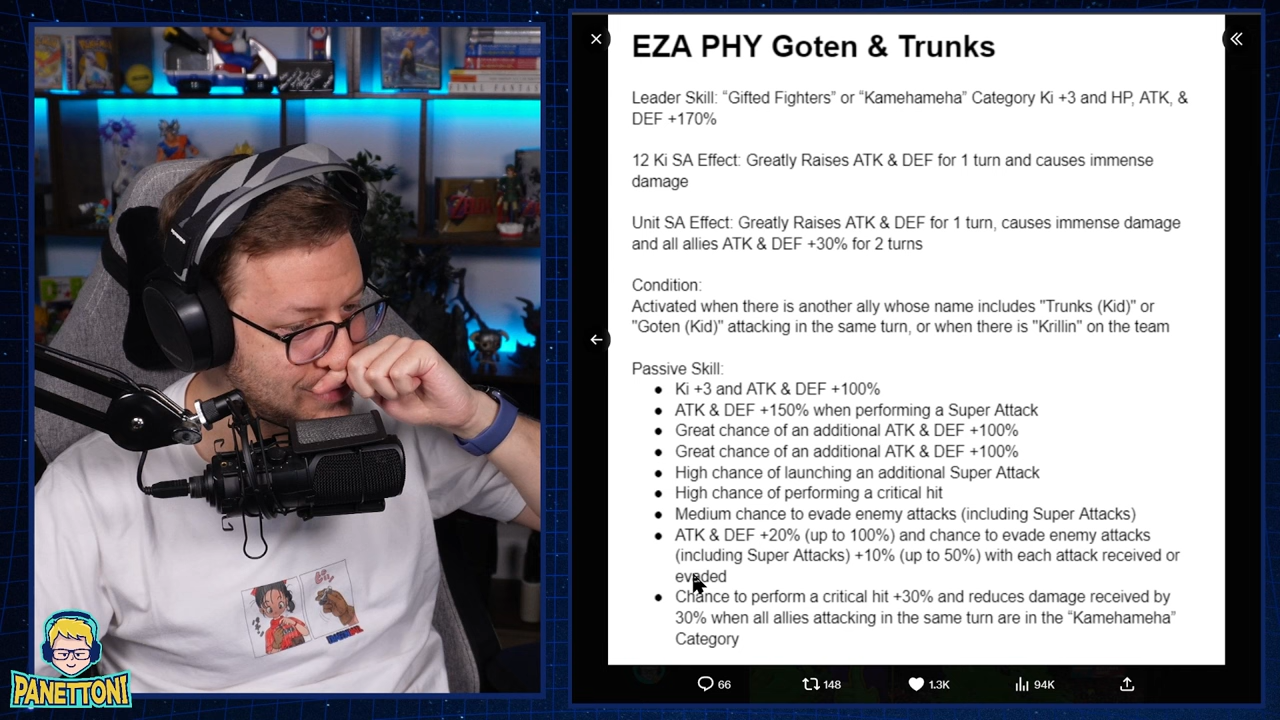 EZA PHY Goten & Trunks
Leader Skill: “Gifted Fighters” or “Kamehameha” Category Ki +3 and HP, ATK, &
DEF +170%
12 Ki SA Effect: Greatly Raises ATK & DEF for 1 turn and causes immense
damage
Unit SA Effect: Greatly Raises ATK & DEF for 1 turn, causes immense damage
and all allies ATK & DEF +30% for 2 turns
Condition:
Activated when there is another ally whose name includes "Trunks (Kid)" or
"Goten (Kid)" attacking in the same turn, or when there is "Krillin" on the team
Passive Skill:
● Ki +3 and ATK & DEF +100%
● ATK & DEF +150% when performing a Super Attack
● Great chance of an additional ATK & DEF +100%
● Great chance of an additional ATK & DEF +100%
● High chance of launching an additional Super Attack
● High chance of performing a critical hit
● Medium chance to evade enemy attacks (including Super Attacks)
● ATK & DEF +20% (up to 100%) and chance to evade enemy attacks
(including Super Attacks) +10% (up to 50%) with each attack received or
evaded
● Chance to perform a critical hit +30% and reduces damage received by
30% when all allies attacking in the same turn are in the “Kamehameha”
Category
66 148 1.3K 94K
PANETTONI